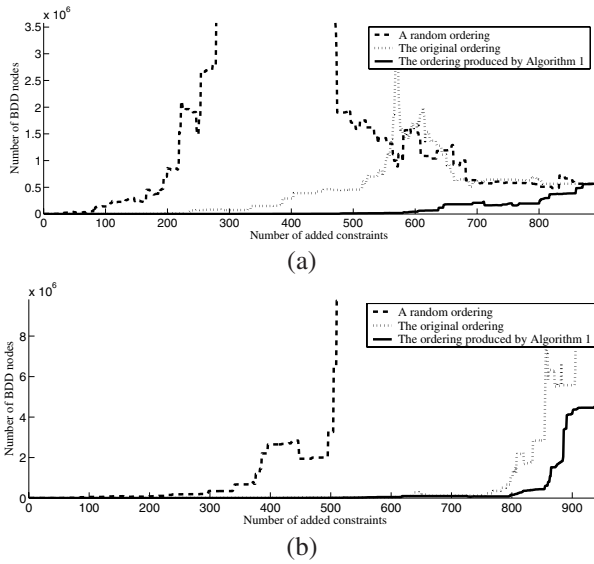 x 10^6
3.5
3
2.5
2
1.5
1
0.5
0
Number of BDD nodes
A random ordering
The original ordering
The ordering produced by Algorithm 1
0 100 200 300 400 500 600 700 800
Number of added constraints
(a)
x 10^6
8
6
4
2
0
Number of BDD nodes
A random ordering
The original ordering
The ordering produced by Algorithm 1
0 100 200 300 400 500 600 700 800 900
Number of added constraints
(b)